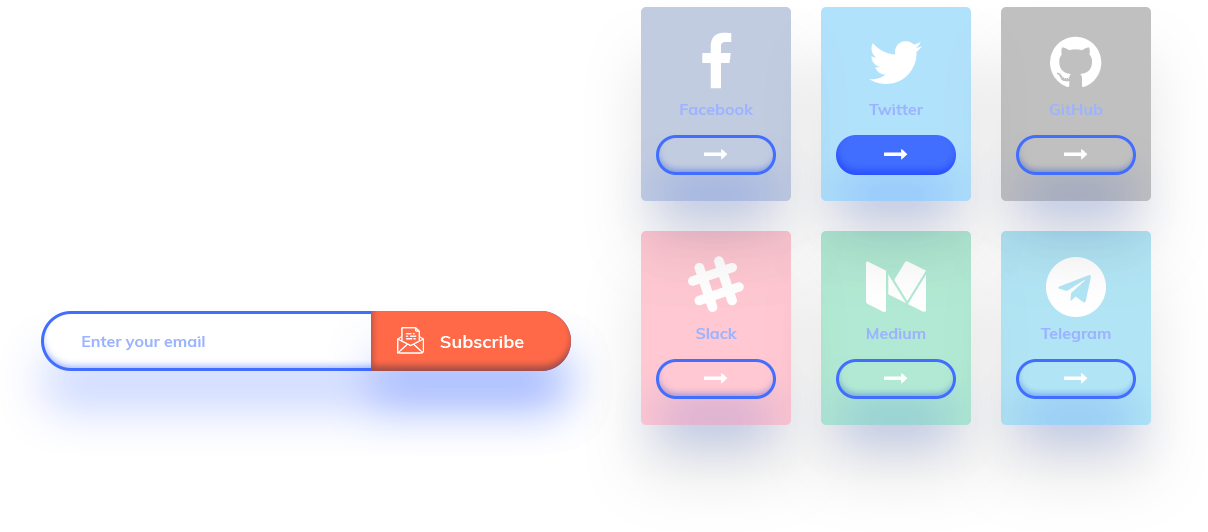 Facebook
Twitter
GitHub
Enter your email
Subscribe
Slack
Medium
Telegram